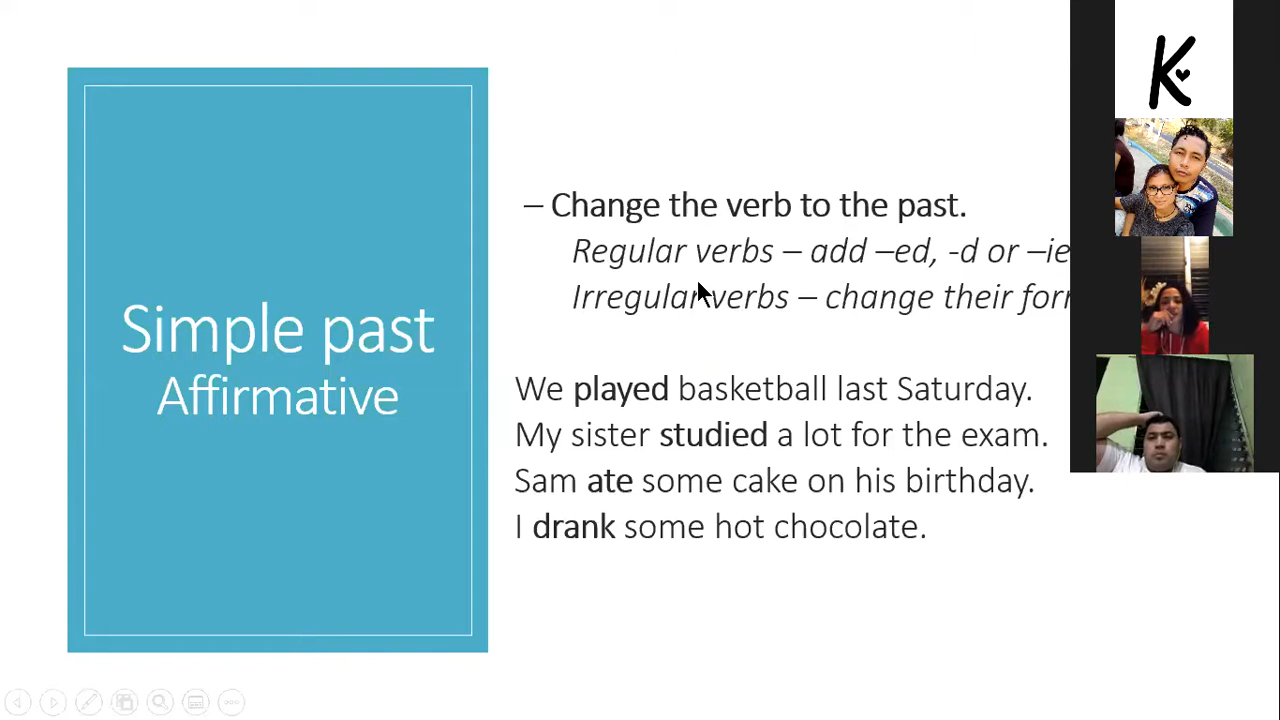 Simple past
Affirmative
– Change the verb to the past.
Regular verbs – add –ed, -d or –ie
Irregular verbs – change their
We played basketball last Saturday.
My sister studied a lot for the exam.
Sam ate some cake on his birthday.
I drank some hot chocolate.
K